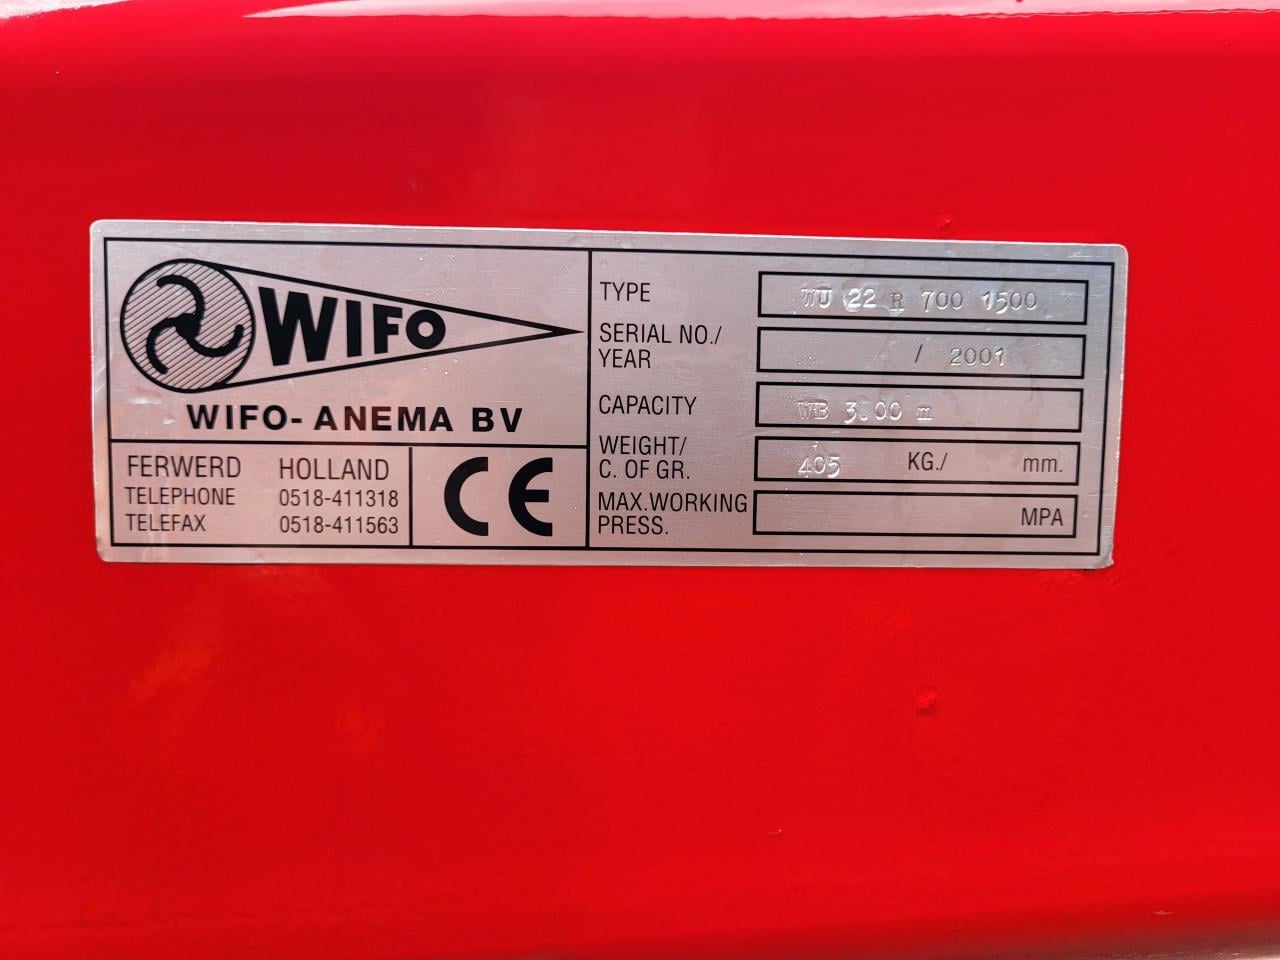 WIFO
WIFO- ANEMA BV
FERWERD HOLLAND
TELEPHONE 0518-411318
TELEFAX 0518-411563
CE
TYPE WU 22 R 700 1500
SERIAL NO./
YEAR / 2001
CAPACITY WB 3.00 m
WEIGHT/
C. OF GR. 405 KG./ mm.
MAX.WORKING
PRESS. MPA